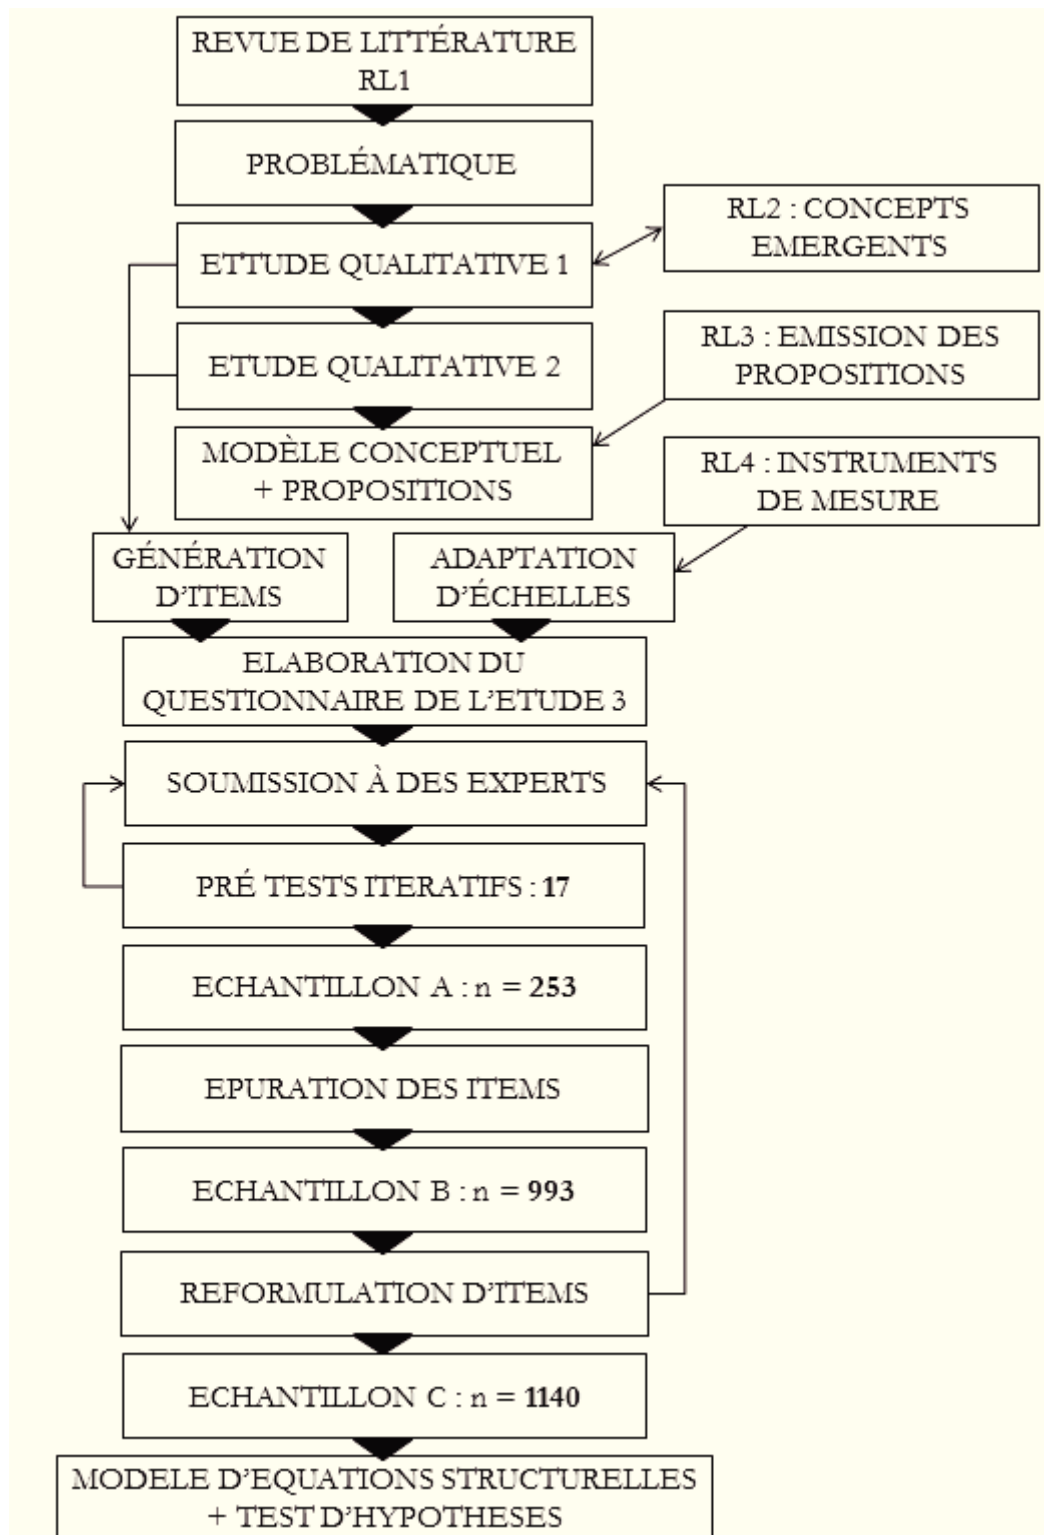 REVUE DE LITTÉRATURE
RL1
PROBLÉMATIQUE
RL2 : CONCEPTS
EMERGENTS
ETTUDE QUALITATIVE 1
RL3 : EMISSION DES
PROPOSITIONS
ETUDE QUALITATIVE 2
MODÈLE CONCEPTUEL
+ PROPOSITIONS
RL4 : INSTRUMENTS
DE MESURE
GÉNÉRATION
D'ITEMS
ADAPTATION
D'ÉCHELLES
ELABORATION DU
QUESTIONNAIRE DE L'ETUDE 3
SOUMISSION À DES EXPERTS
PRÉ TESTS ITERATIFS : 17
ECHANTILLON A : n = 253
EPURATION DES ITEMS
ECHANTILLON B : n = 993
REFORMULATION D'ITEMS
ECHANTILLON C : n = 1140
MODELE D'EQUATIONS STRUCTURELLES
+ TEST D'HYPOTHESES